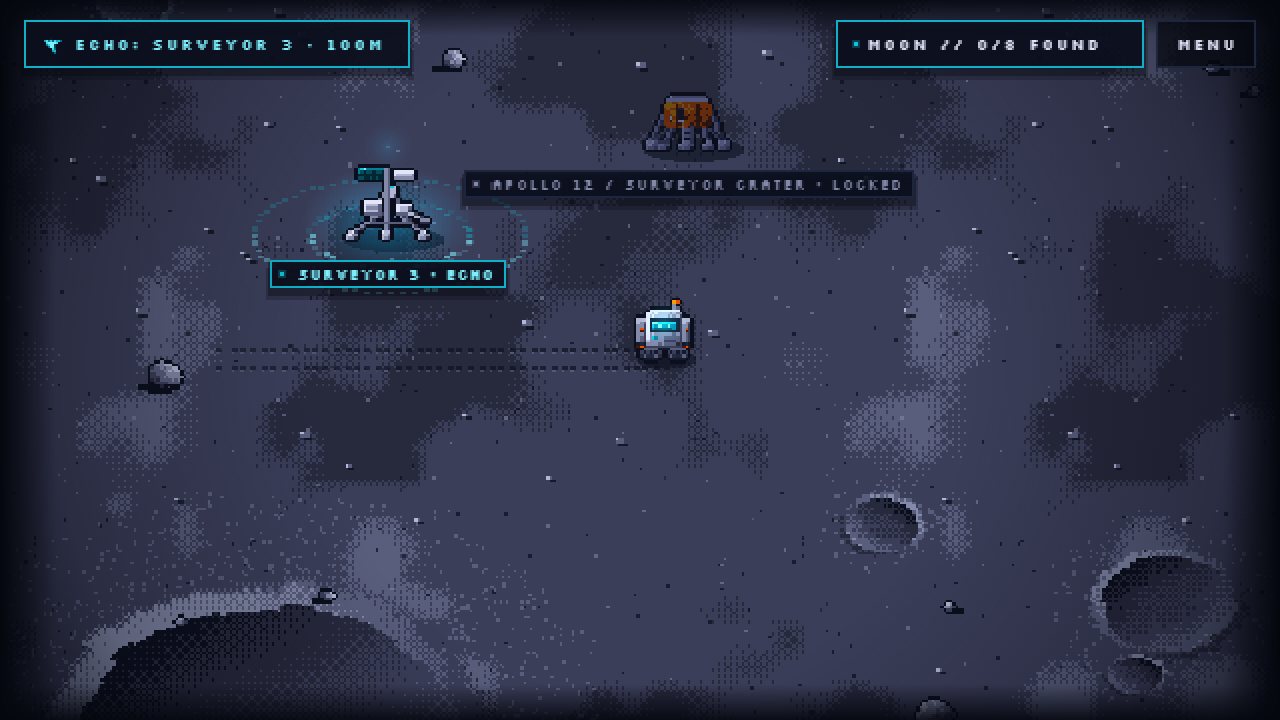 ECHO: SURVEYOR 3 · 100M
MOON // 0/8 FOUND
MENU
APOLLO 12 / SURVEYOR CRATER · LOCKED
SURVEYOR 3 · ECHO